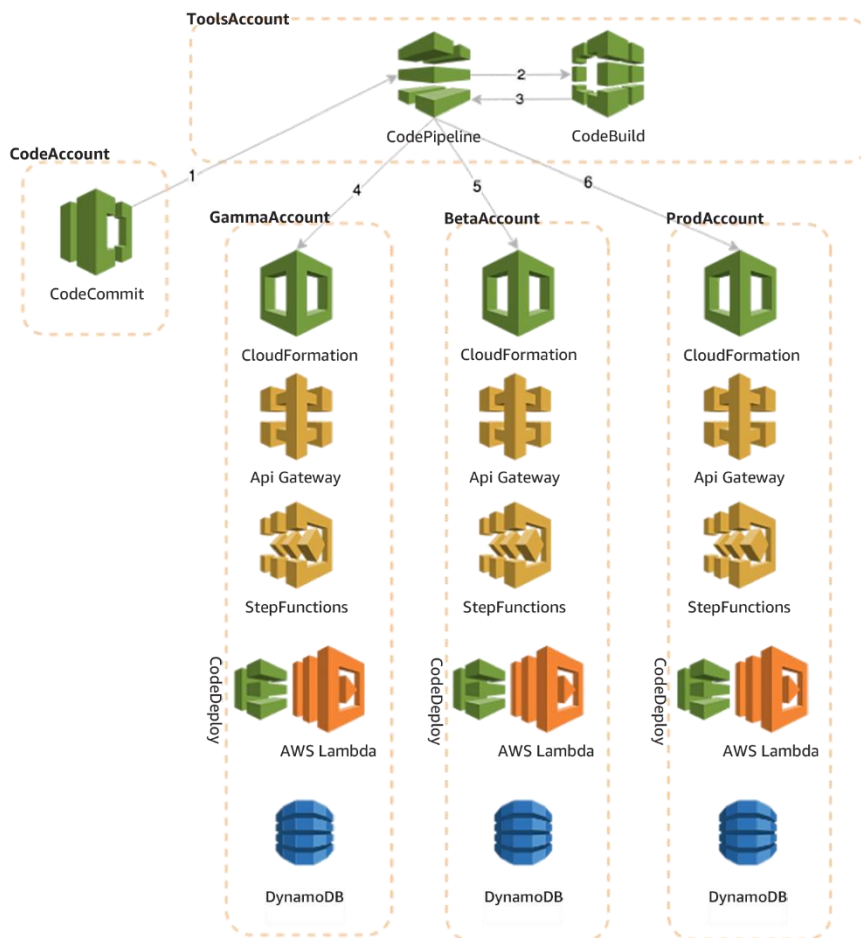 ToolsAccount
2
3
CodePipeline
CodeBuild
CodeAccount
1
4
5
6
CodeCommit
GammaAccount
BetaAccount
ProdAccount
CloudFormation
CloudFormation
CloudFormation
Api Gateway
Api Gateway
Api Gateway
StepFunctions
StepFunctions
StepFunctions
CodeDeploy
CodeDeploy
CodeDeploy
AWS Lambda
AWS Lambda
AWS Lambda
DynamoDB
DynamoDB
DynamoDB